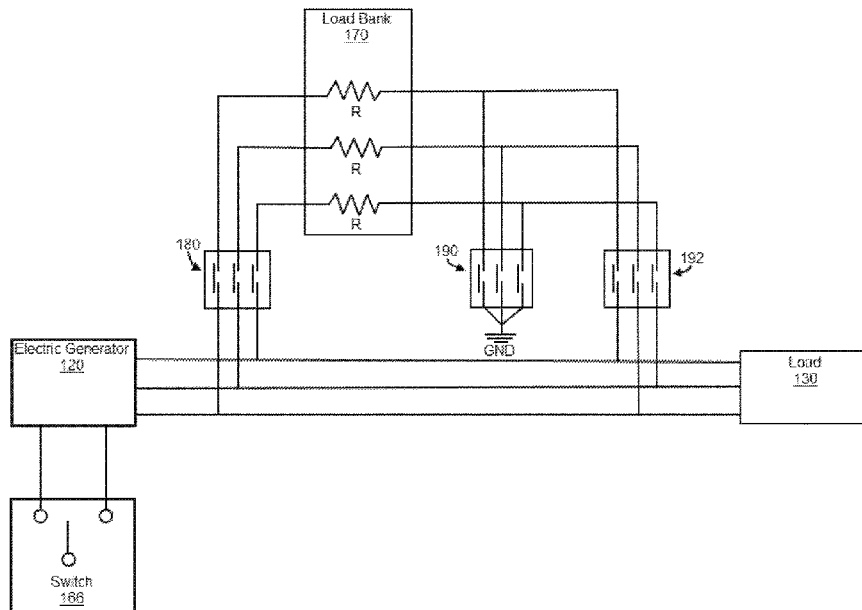 Load Bank
170
R
R
R
180
190
192
GND
Electric Generator
120
Load
130
Switch
166